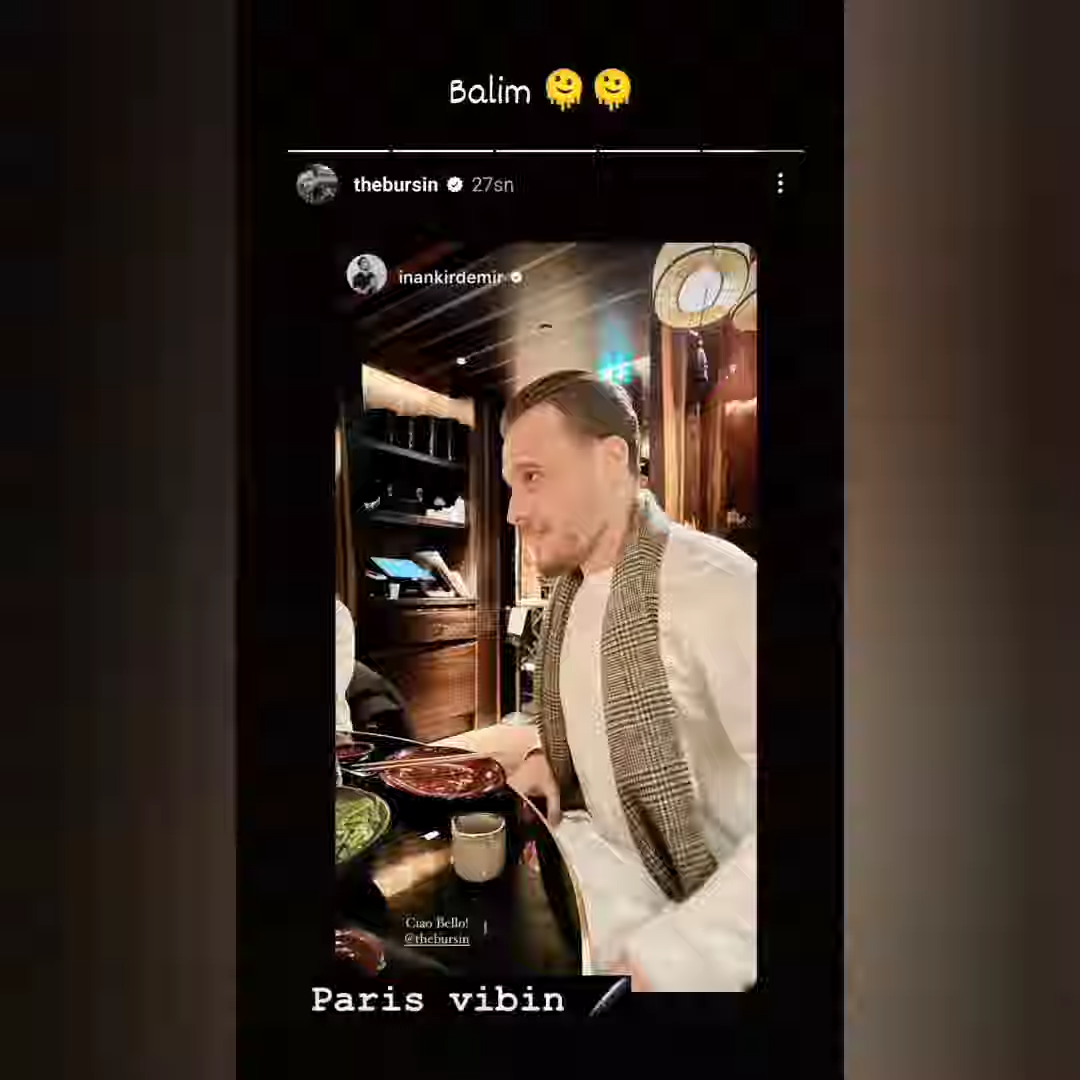 Balim 🫠🫠
thebursin 27sn
inankirdemir
Ciao Bello!
@thebursin
Paris vibin